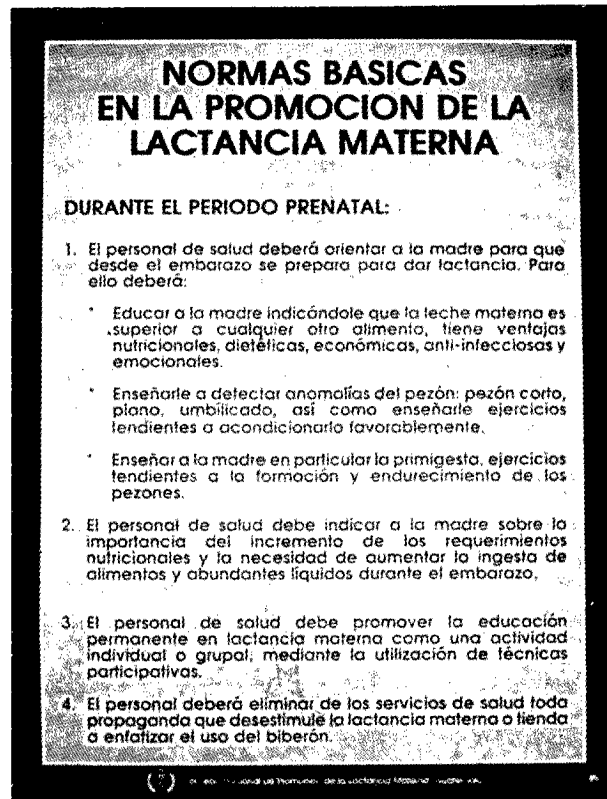 NORMAS BASICAS
EN LA PROMOCION DE LA
LACTANCIA MATERNA
DURANTE EL PERIODO PRENATAL:
1. El personal de salud deberá orientar a la madre para que
desde el embarazo se prepara para dar lactancia. Para
ello deberá:
* Educar a la madre indicándole que la leche materna es
superior a cualquier otro alimento, tiene ventajas
nutricionales, dietéticas, económicas, anti-infecciosas y
emocionales.
* Enseñarle a detectar anomalías del pezón: pezón corto,
plano, umbilicado, así como enseñarle ejercicios
tendientes a acondicionarlo favorablemente.
* Enseñar a la madre en particular la primigesta, ejercicios
tendientes a la formación y endurecimiento de los
pezones.
2. El personal de salud debe indicar a la madre sobre la
importancia del incremento de los requerimientos
nutricionales y la necesidad de aumentar la ingesta de
alimentos y abundantes líquidos durante el embarazo.
3. El personal de salud debe promover la educación
permanente en lactancia materna como una actividad
individual o grupal, mediante la utilización de técnicas
participativas.
4. El personal deberá eliminar de los servicios de salud toda
propaganda que desestimule la lactancia materna o tienda
a enfatizar el uso del biberón.
de la Lactancia Materna